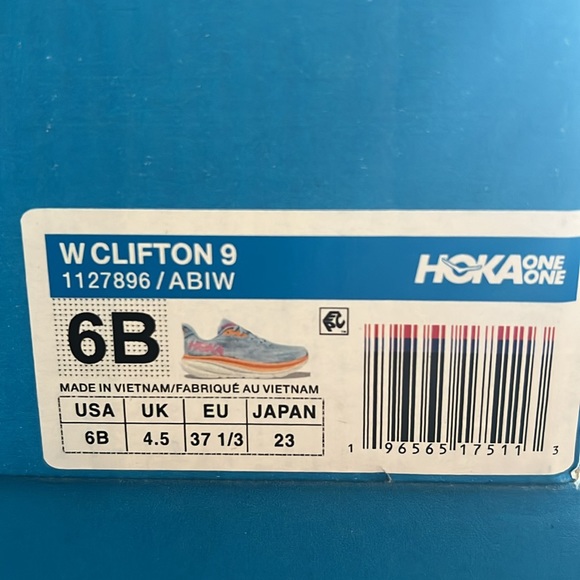 W CLIFTON 9
1127896 / ABIW
HOKA ONE ONE
6B
MADE IN VIETNAM/FABRIQUÉ AU VIETNAM
USA UK EU JAPAN
6B 4.5 37 1/3 23
1 96565 17511 3